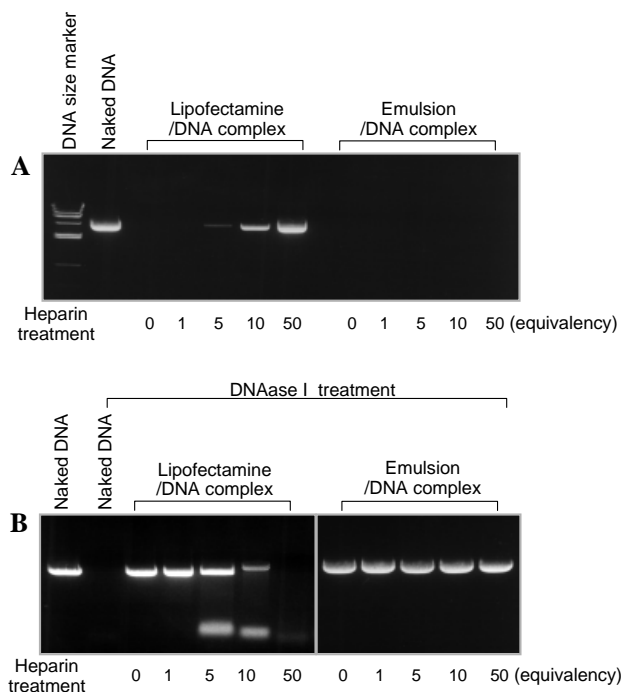 DNA size marker
Naked DNA
Lipofectamine
/DNA complex
Emulsion
/DNA complex
A
Heparin
treatment
0 1 5 10 50 0 1 5 10 50 (equivalency)
DNAase I treatment
Naked DNA
Naked DNA
Lipofectamine
/DNA complex
Emulsion
/DNA complex
B
Heparin
treatment
0 1 5 10 50 0 1 5 10 50 (equivalency)